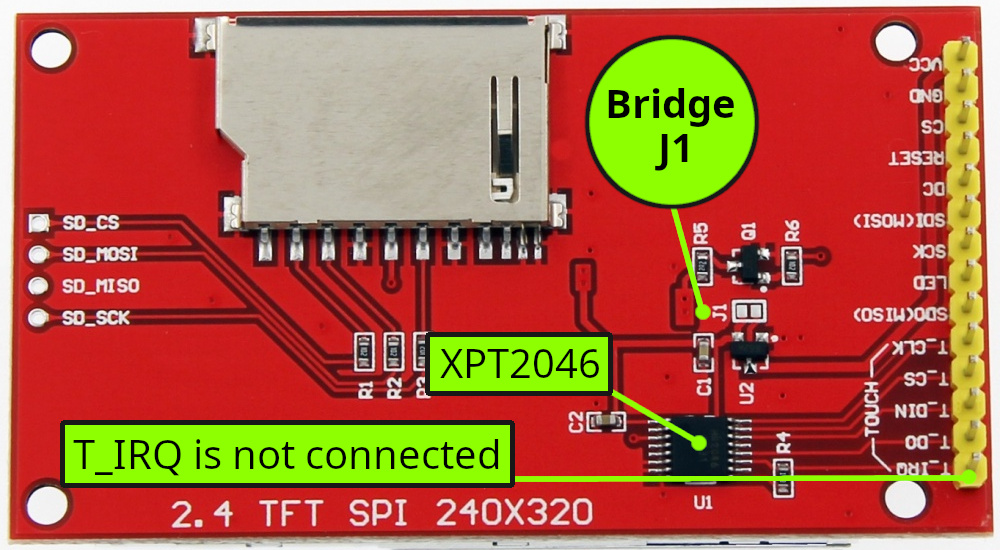 Bridge
J1
VCC
GND
CS
RESET
DC
SDI(MOSI)
SCK
LED
SDO(MISO)
T_CLK
T_CS
T_DIN
T_DO
T_IRQ
TOUCH
SD_CS
SD_MOSI
SD_MISO
SD_SCK
R5
Q1
R6
J1
C1
U2
R1
R2
R3
XPT2046
C2
R4
U1
T_IRQ is not connected
2.4 TFT SPI 240X320